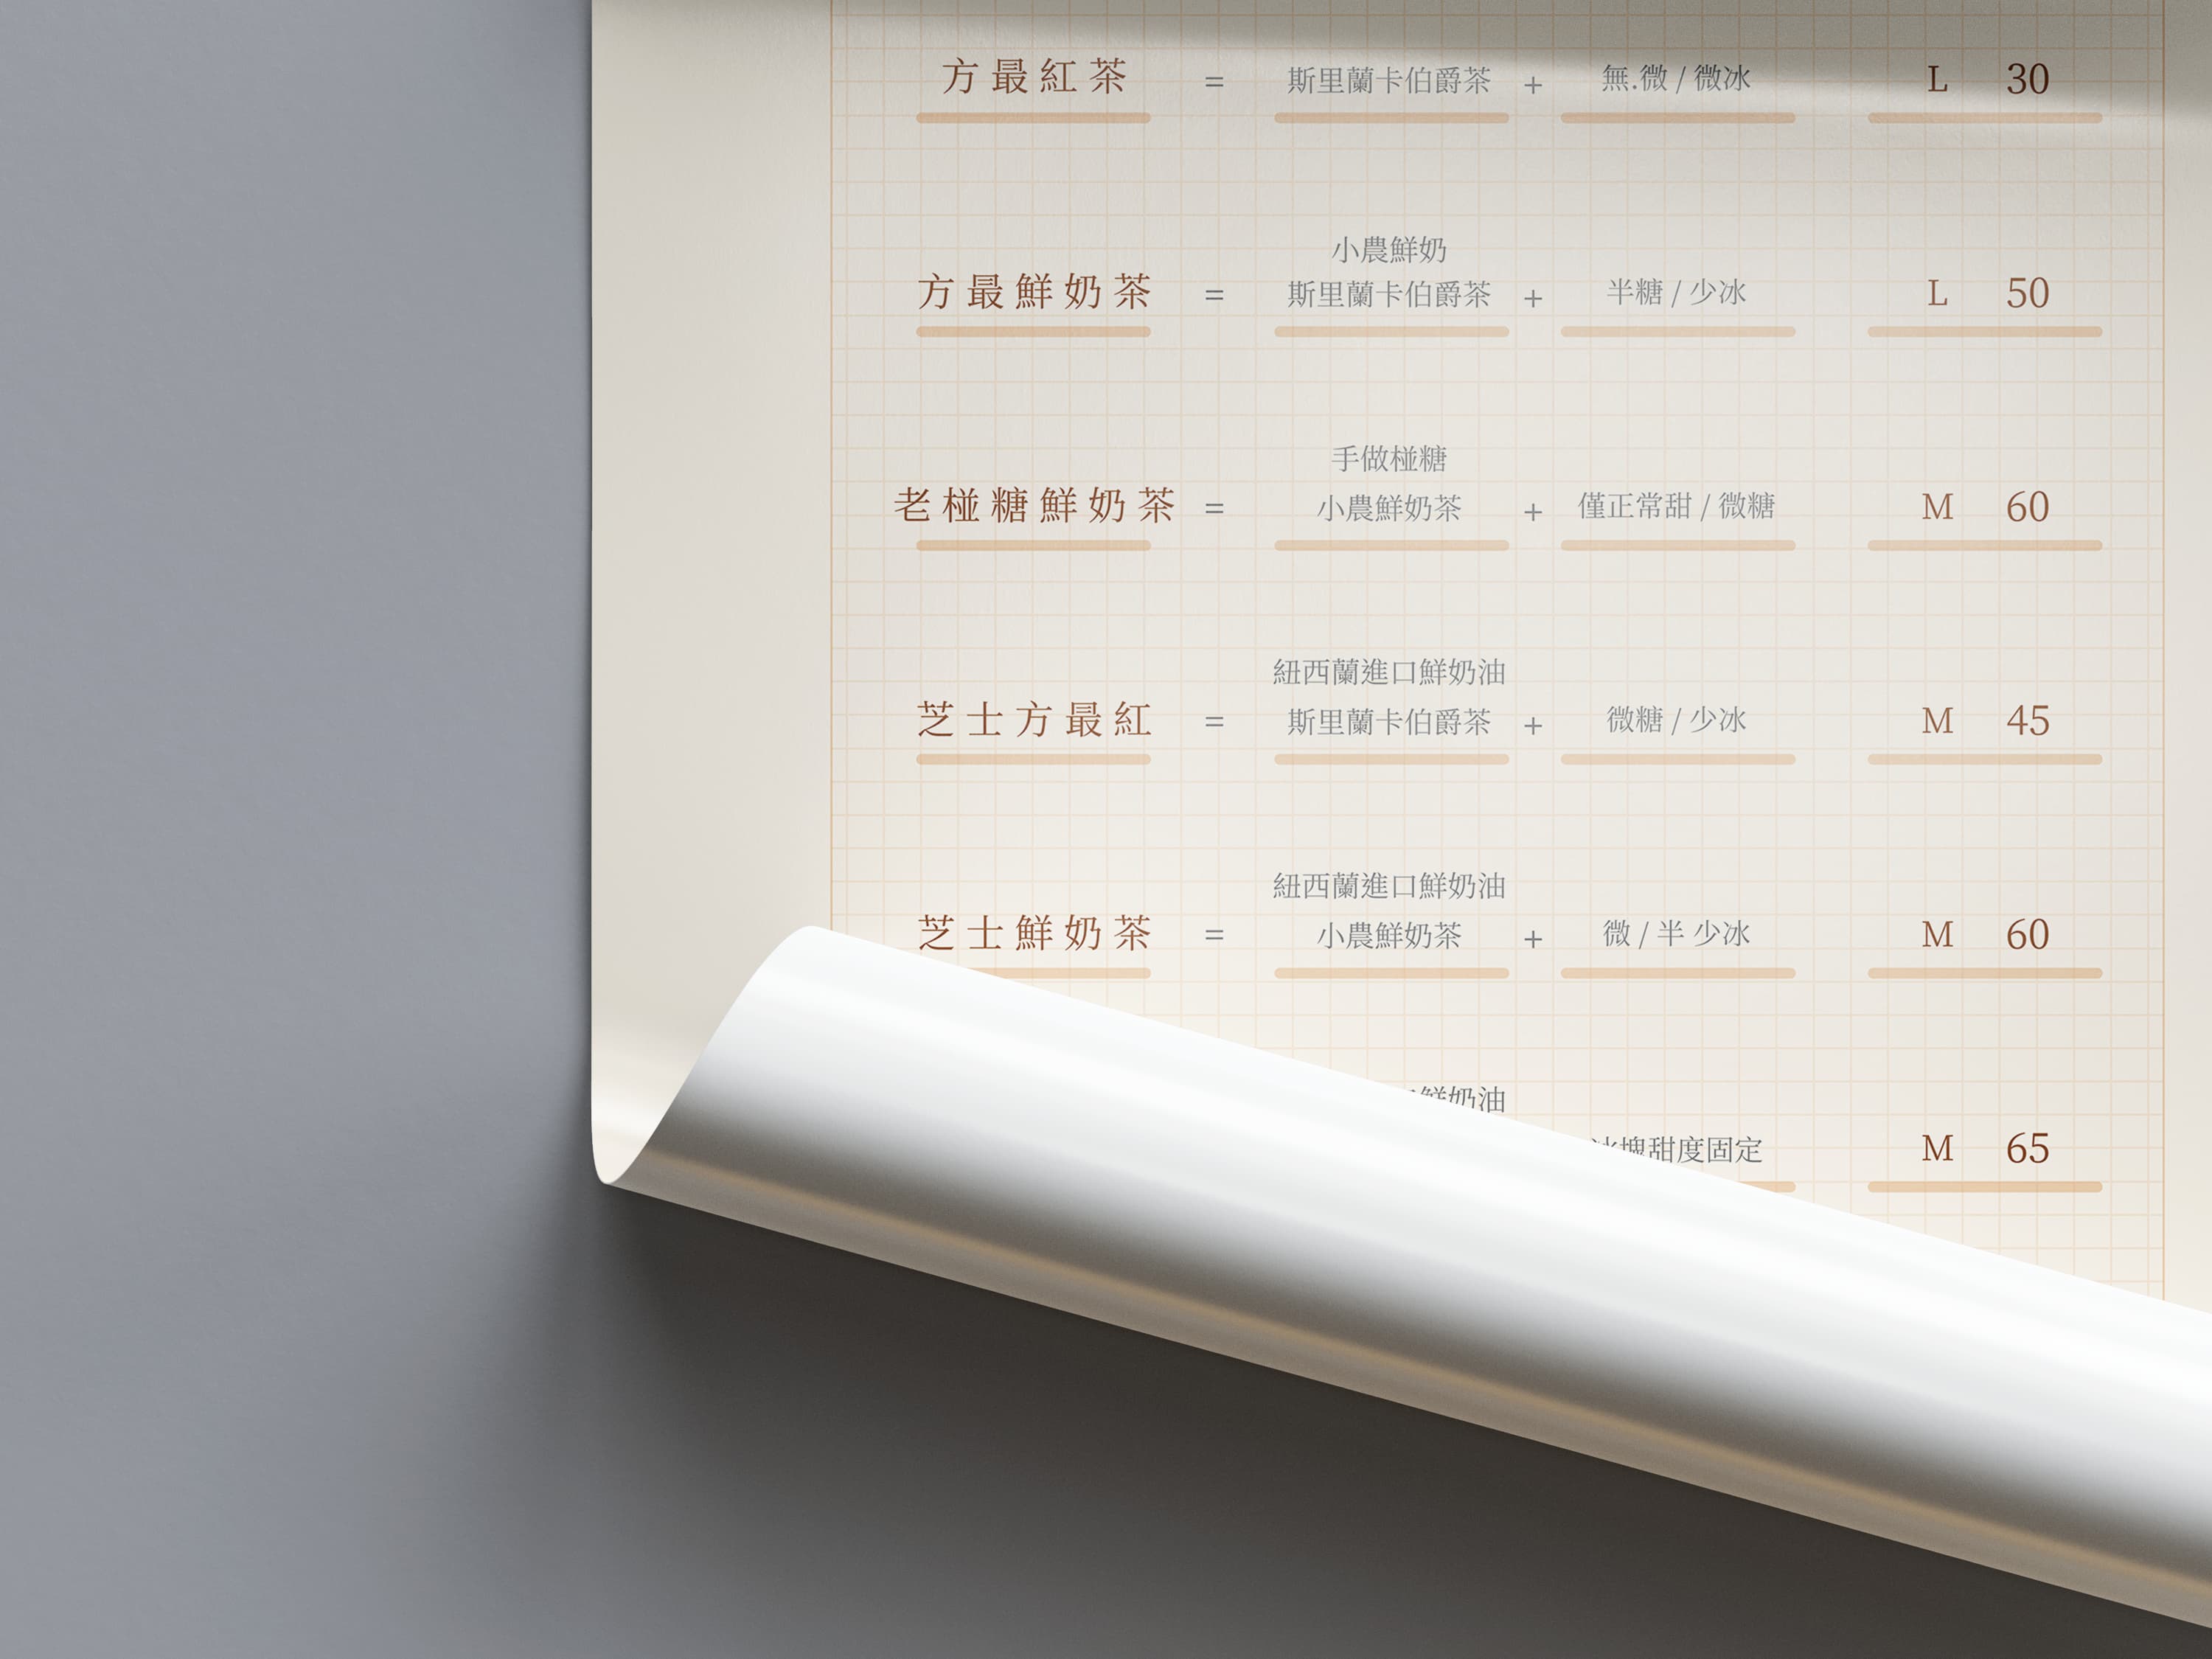 方最紅茶 = 斯里蘭卡伯爵茶 + 無.微 / 微冰 L 30
小農鮮奶
方最鮮奶茶 = 斯里蘭卡伯爵茶 + 半糖 / 少冰 L 50
手做椪糖
老椪糖鮮奶茶 = 小農鮮奶茶 + 僅正常甜 / 微糖 M 60
紐西蘭進口鮮奶油
芝士方最紅 = 斯里蘭卡伯爵茶 + 微糖 / 少冰 M 45
紐西蘭進口鮮奶油
芝士鮮奶茶 = 小農鮮奶茶 + 微 / 半 少冰 M 60
鮮奶油
塊甜度固定 M 65